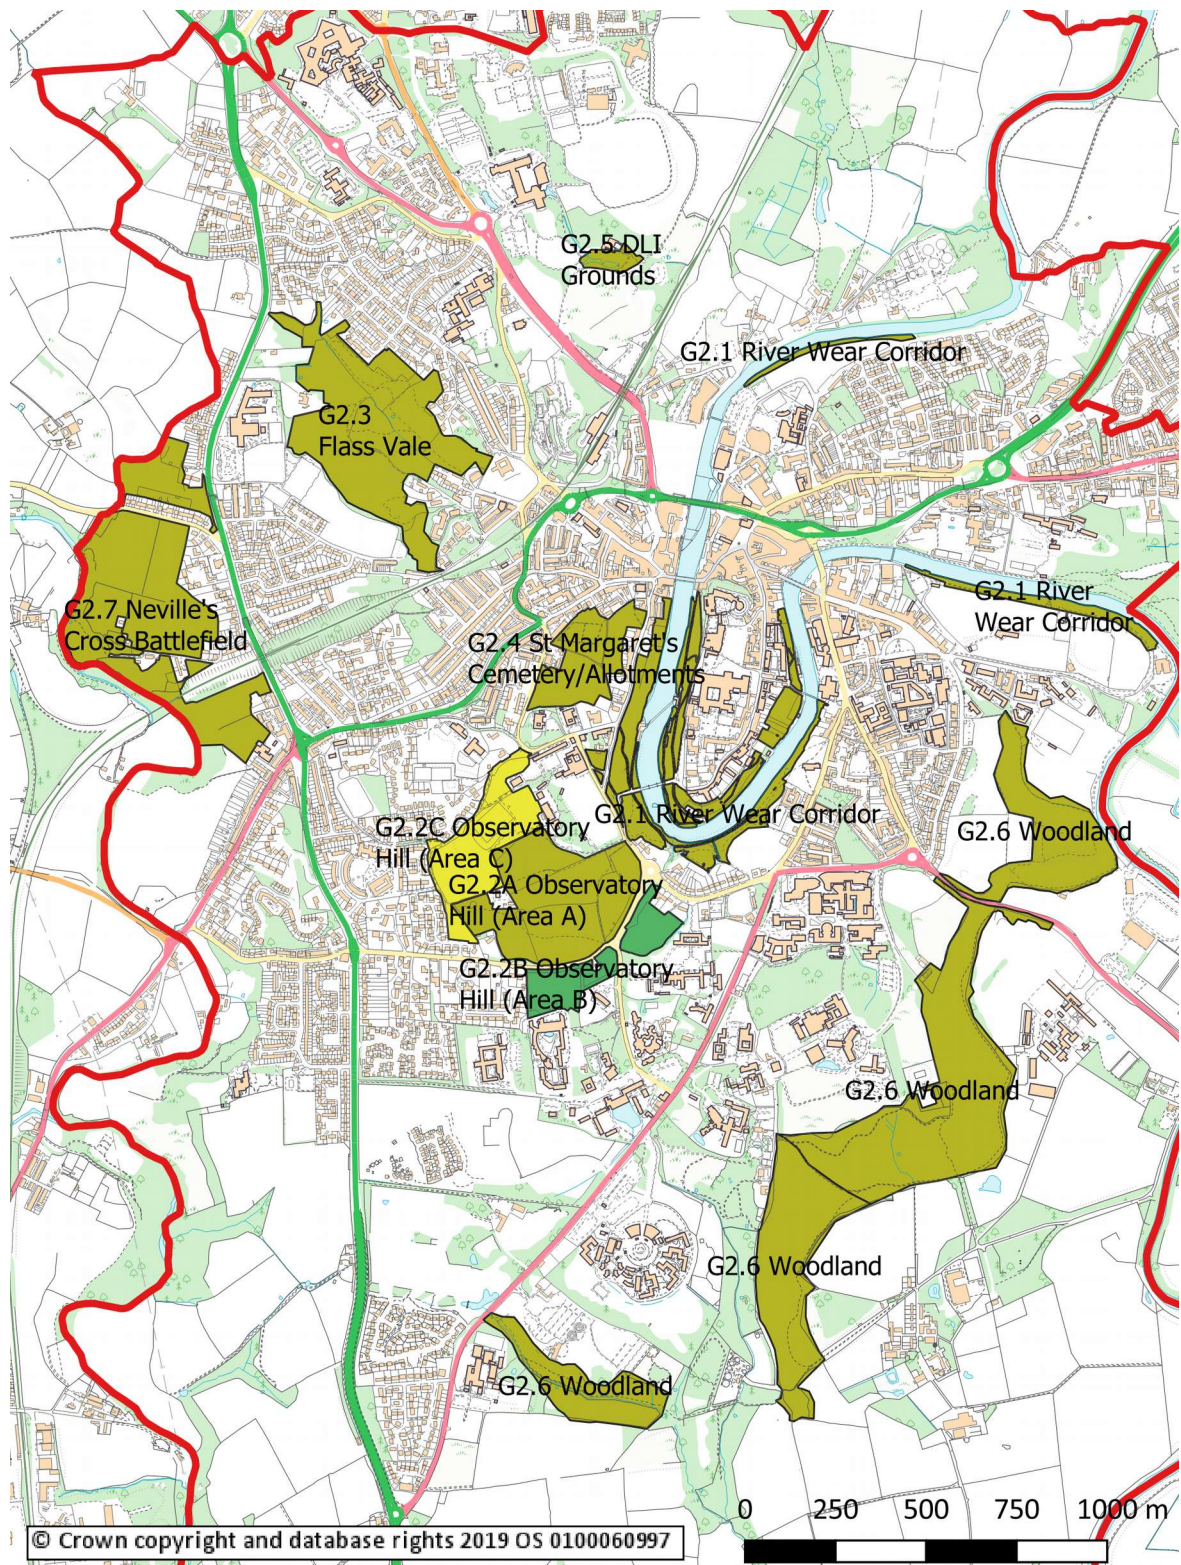 G2.5 DLI
Grounds
G2.1 River Wear Corridor
G2.3
Flass Vale
G2.1 River
Wear Corridor
G2.7 Neville's
Cross Battlefield
G2.4 St Margaret's
Cemetery/Allotments
G2.1 River Wear Corridor
G2.2C Observatory
Hill (Area C)
G2.6 Woodland
G2.2A Observatory
Hill (Area A)
G2.2B Observatory
Hill (Area B)
G2.6 Woodland
G2.6 Woodland
G2.6 Woodland
0 250 500 750 1000 m
© Crown copyright and database rights 2019 OS 0100060997